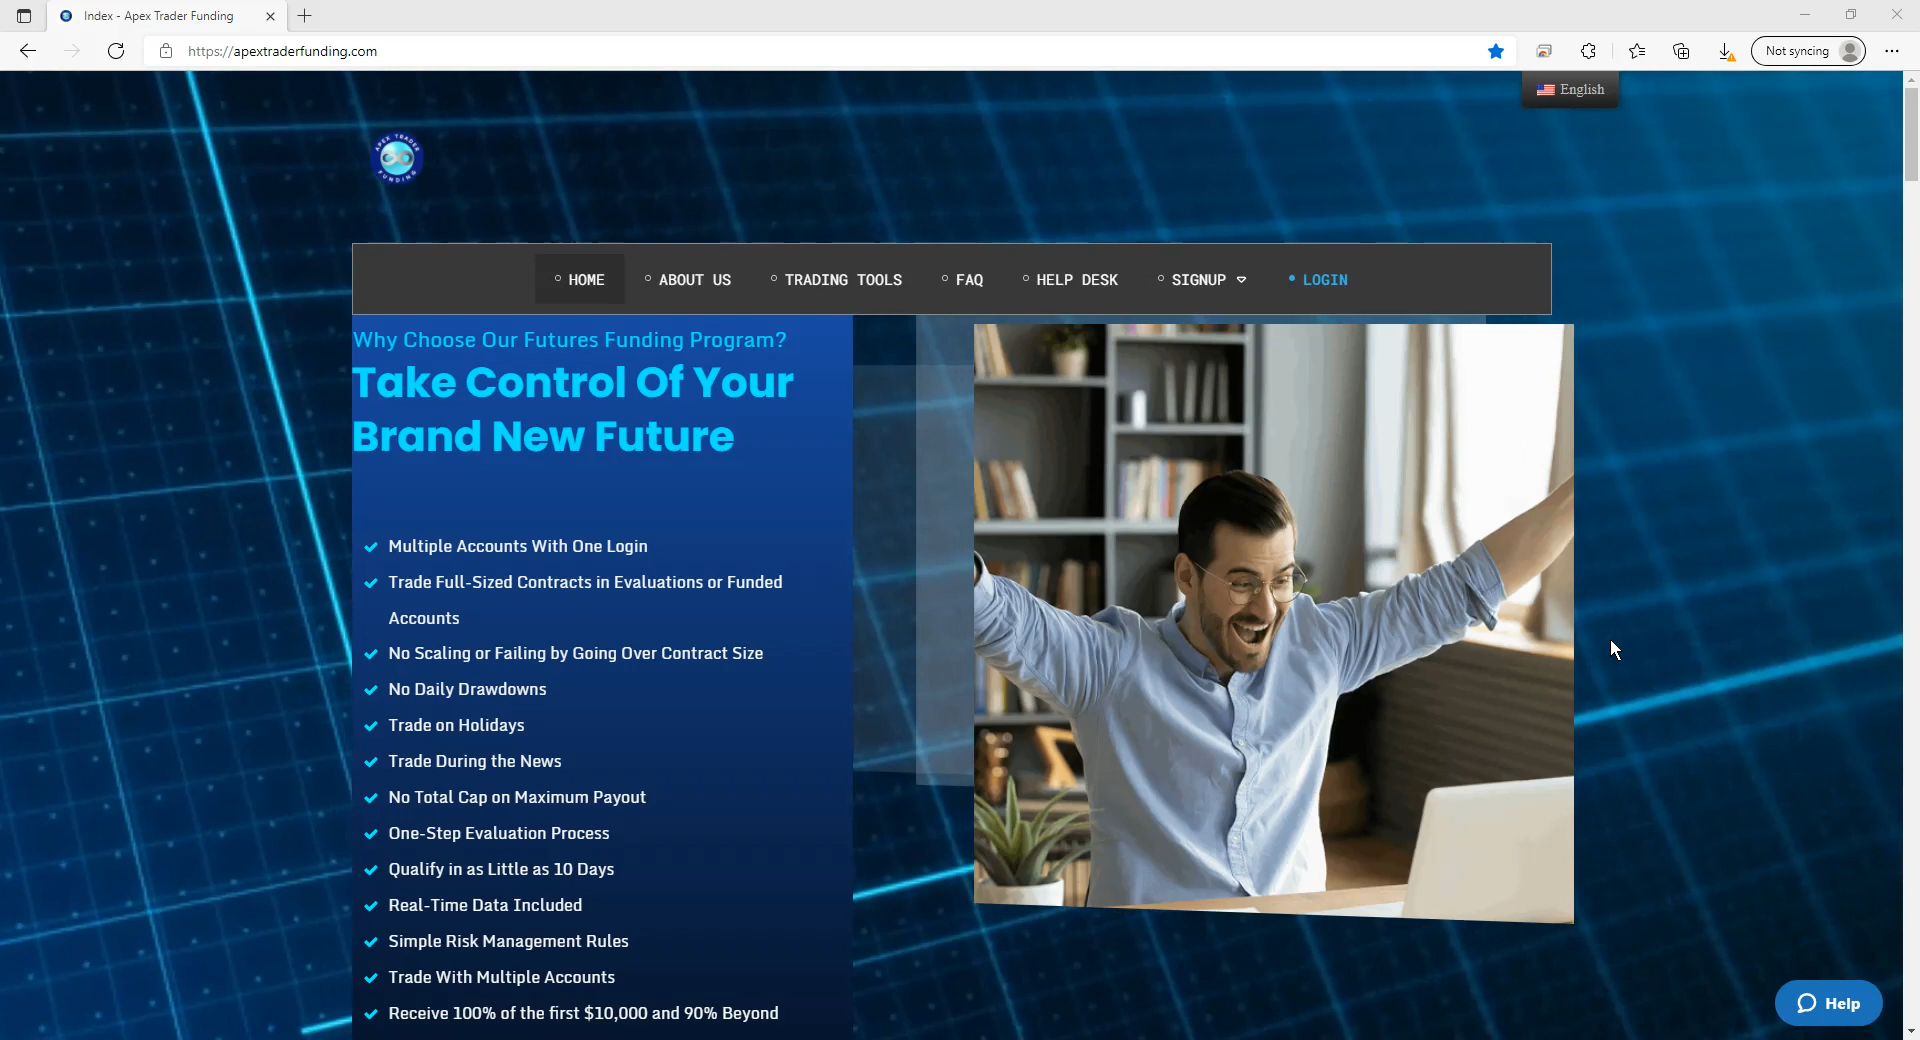 Index - Apex Trader Funding
https://apextraderfunding.com
Not syncing
English
APEX TRADER
FUNDING
HOME
ABOUT US
TRADING TOOLS
FAQ
HELP DESK
SIGNUP
LOGIN
Why Choose Our Futures Funding Program?
Take Control Of Your
Brand New Future
Multiple Accounts With One Login
Trade Full-Sized Contracts in Evaluations or Funded
Accounts
No Scaling or Failing by Going Over Contract Size
No Daily Drawdowns
Trade on Holidays
Trade During the News
No Total Cap on Maximum Payout
One-Step Evaluation Process
Qualify in as Little as 10 Days
Real-Time Data Included
Simple Risk Management Rules
Trade With Multiple Accounts
Receive 100% of the first $10,000 and 90% Beyond
Help